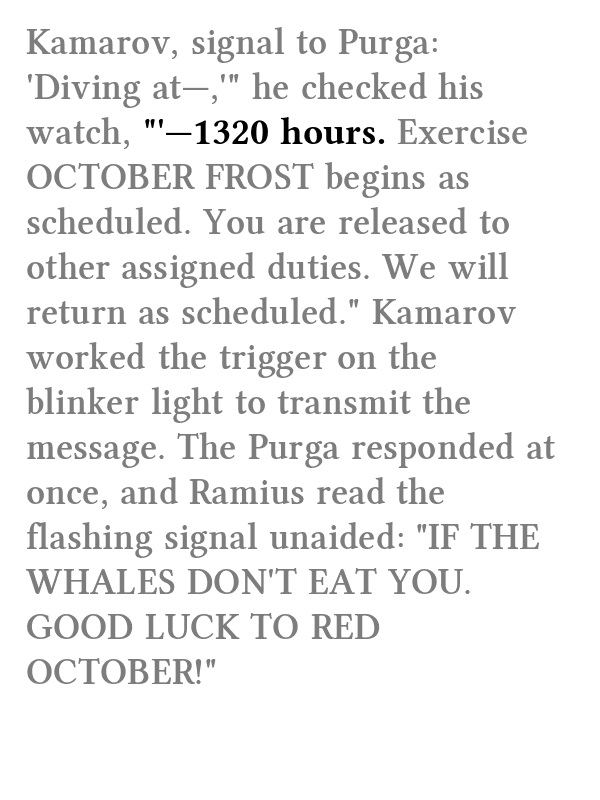 Kamarov, signal to Purga:
'Diving at—,'" he checked his
watch, "'—1320 hours. Exercise
OCTOBER FROST begins as
scheduled. You are released to
other assigned duties. We will
return as scheduled." Kamarov
worked the trigger on the
blinker light to transmit the
message. The Purga responded at
once, and Ramius read the
flashing signal unaided: "IF THE
WHALES DON'T EAT YOU.
GOOD LUCK TO RED
OCTOBER!"